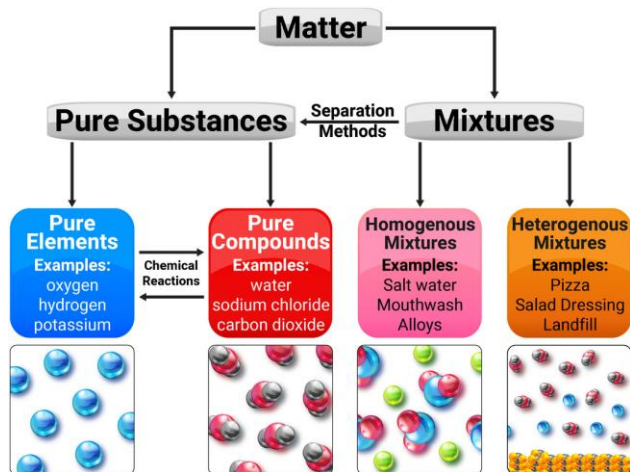 Matter
Pure Substances
Separation
Methods
Mixtures
Pure
Elements
Examples:
oxygen
hydrogen
potassium
Chemical
Reactions
Pure
Compounds
Examples:
water
sodium chloride
carbon dioxide
Homogenous
Mixtures
Examples:
Salt water
Mouthwash
Alloys
Heterogenous
Mixtures
Examples:
Pizza
Salad Dressing
Landfill